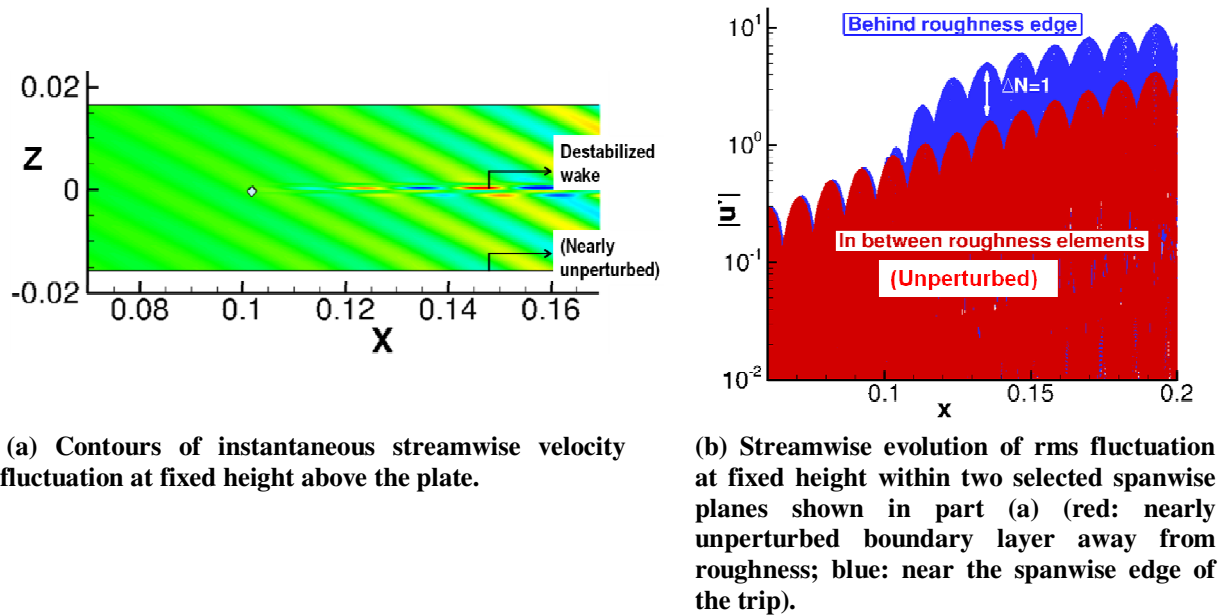 0.02
Z
0
-0.02
0.08
0.1
0.12
0.14
0.16
X
Destabilized
wake
(Nearly
unperturbed)
(a) Contours of instantaneous streamwise velocity
fluctuation at fixed height above the plate.
10¹
10⁰
10⁻¹
10⁻²
|u'|
Behind roughness edge
ΔN=1
In between roughness elements
(Unperturbed)
0.1
0.15
0.2
x
(b) Streamwise evolution of rms fluctuation
at fixed height within two selected spanwise
planes shown in part (a) (red: nearly
unperturbed boundary layer away from
roughness; blue: near the spanwise edge of
the trip).